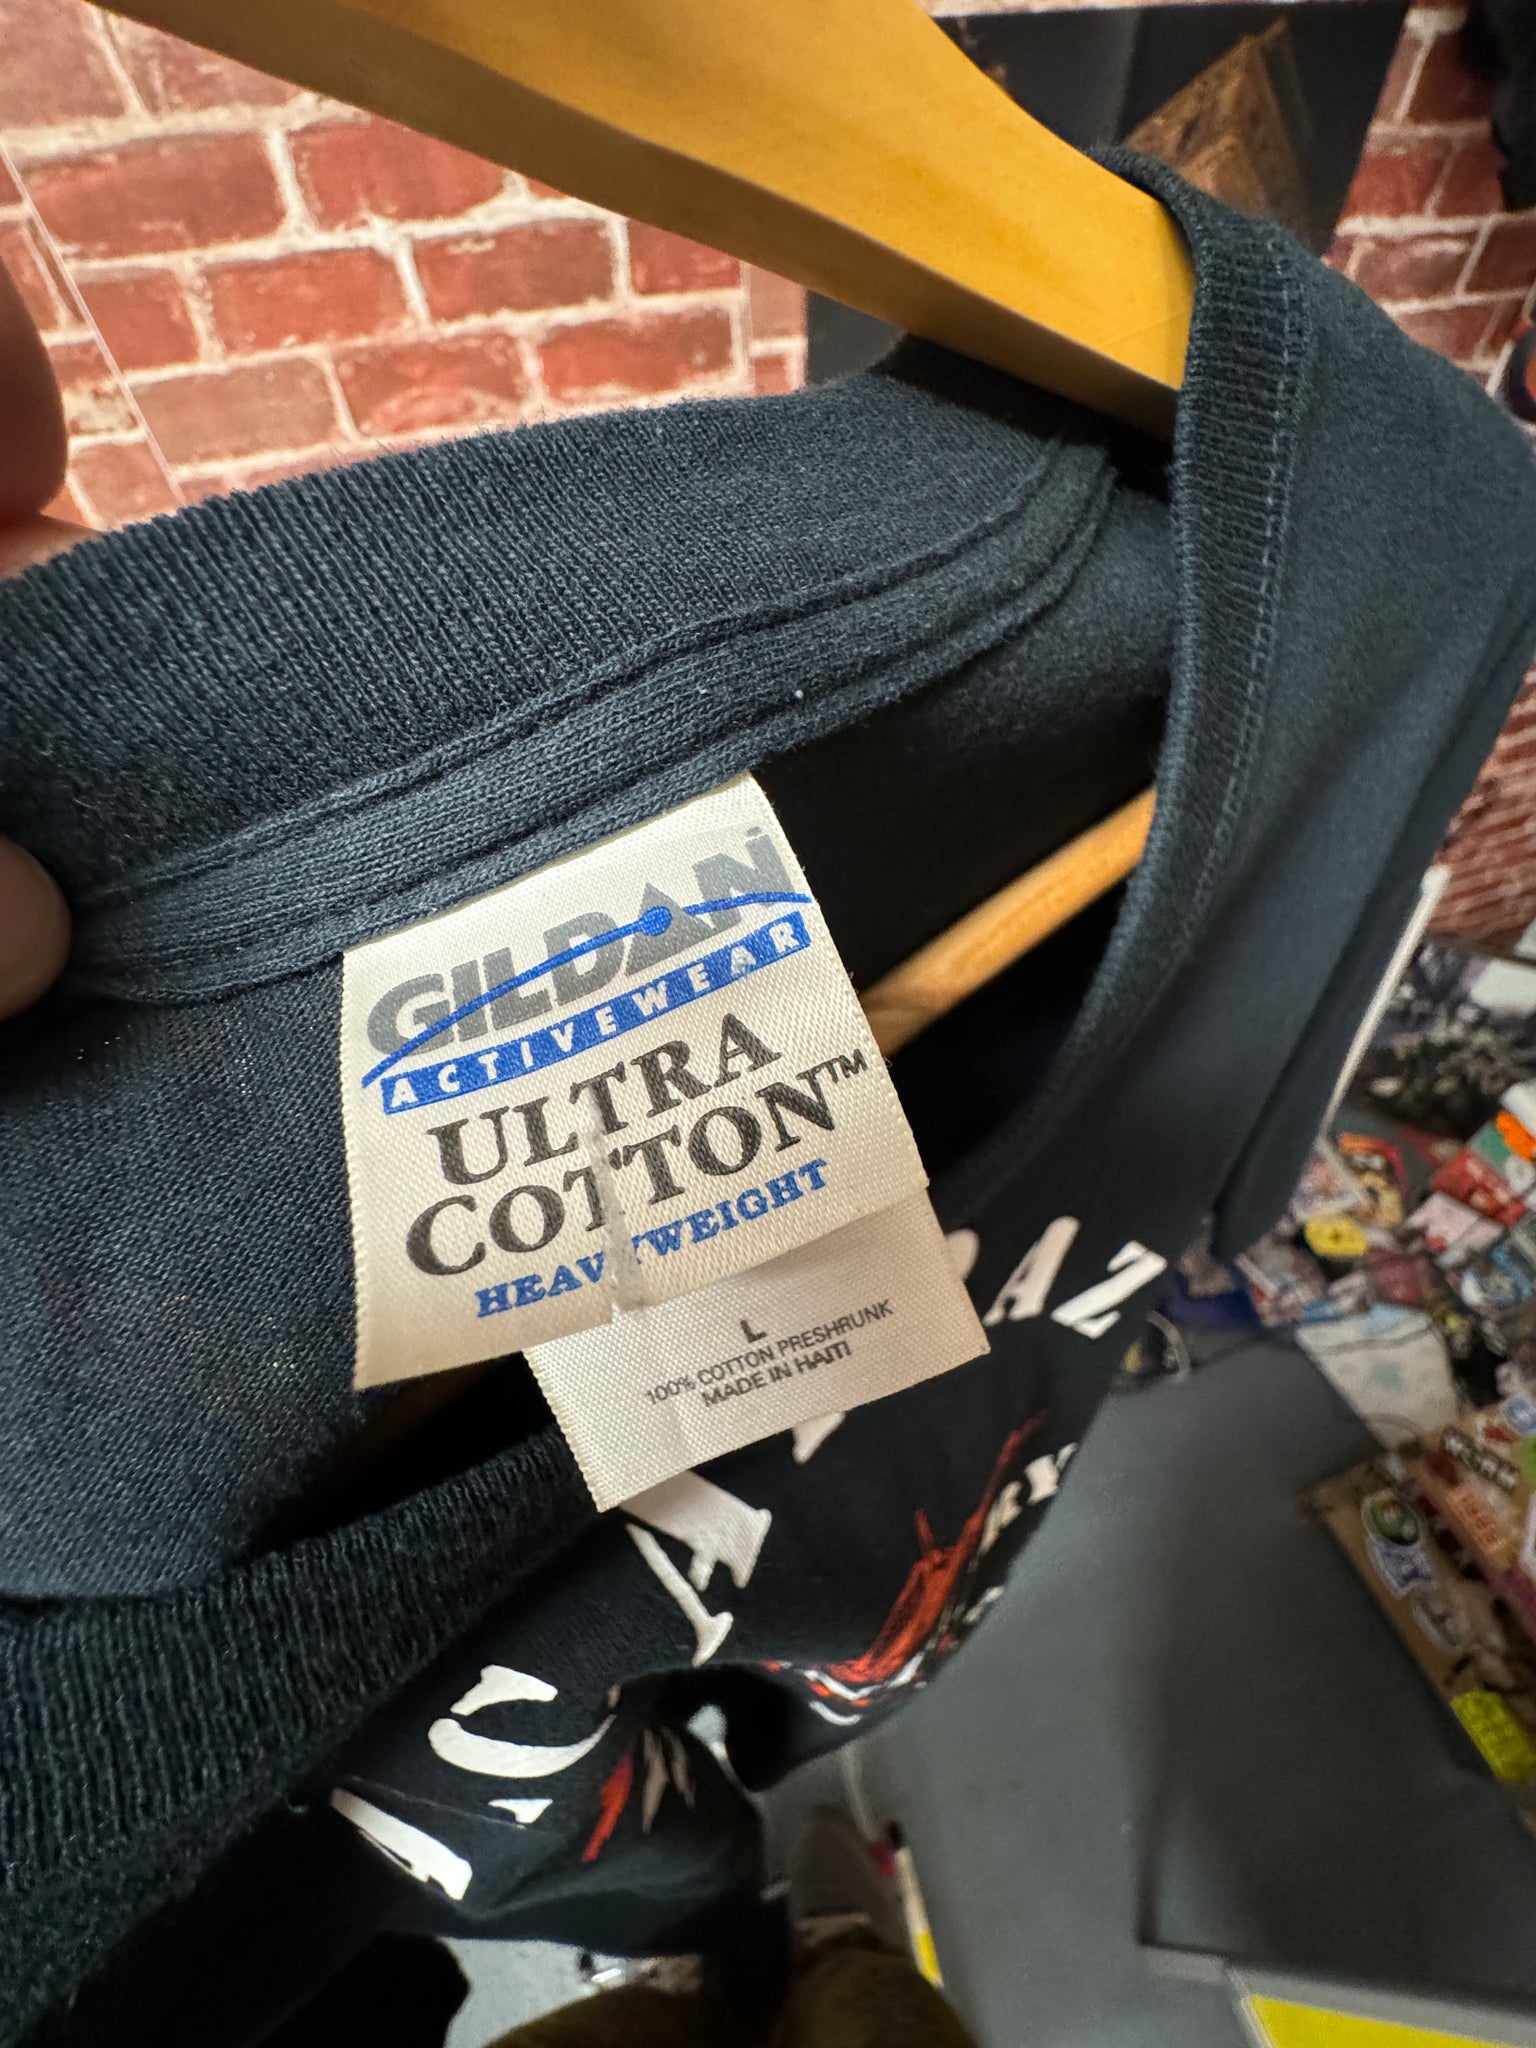 GILDAN
ACTIVEWEAR
ULTRA
COTTON™
HEAVYWEIGHT
L
100% COTTON PRESHRUNK
MADE IN HAITI